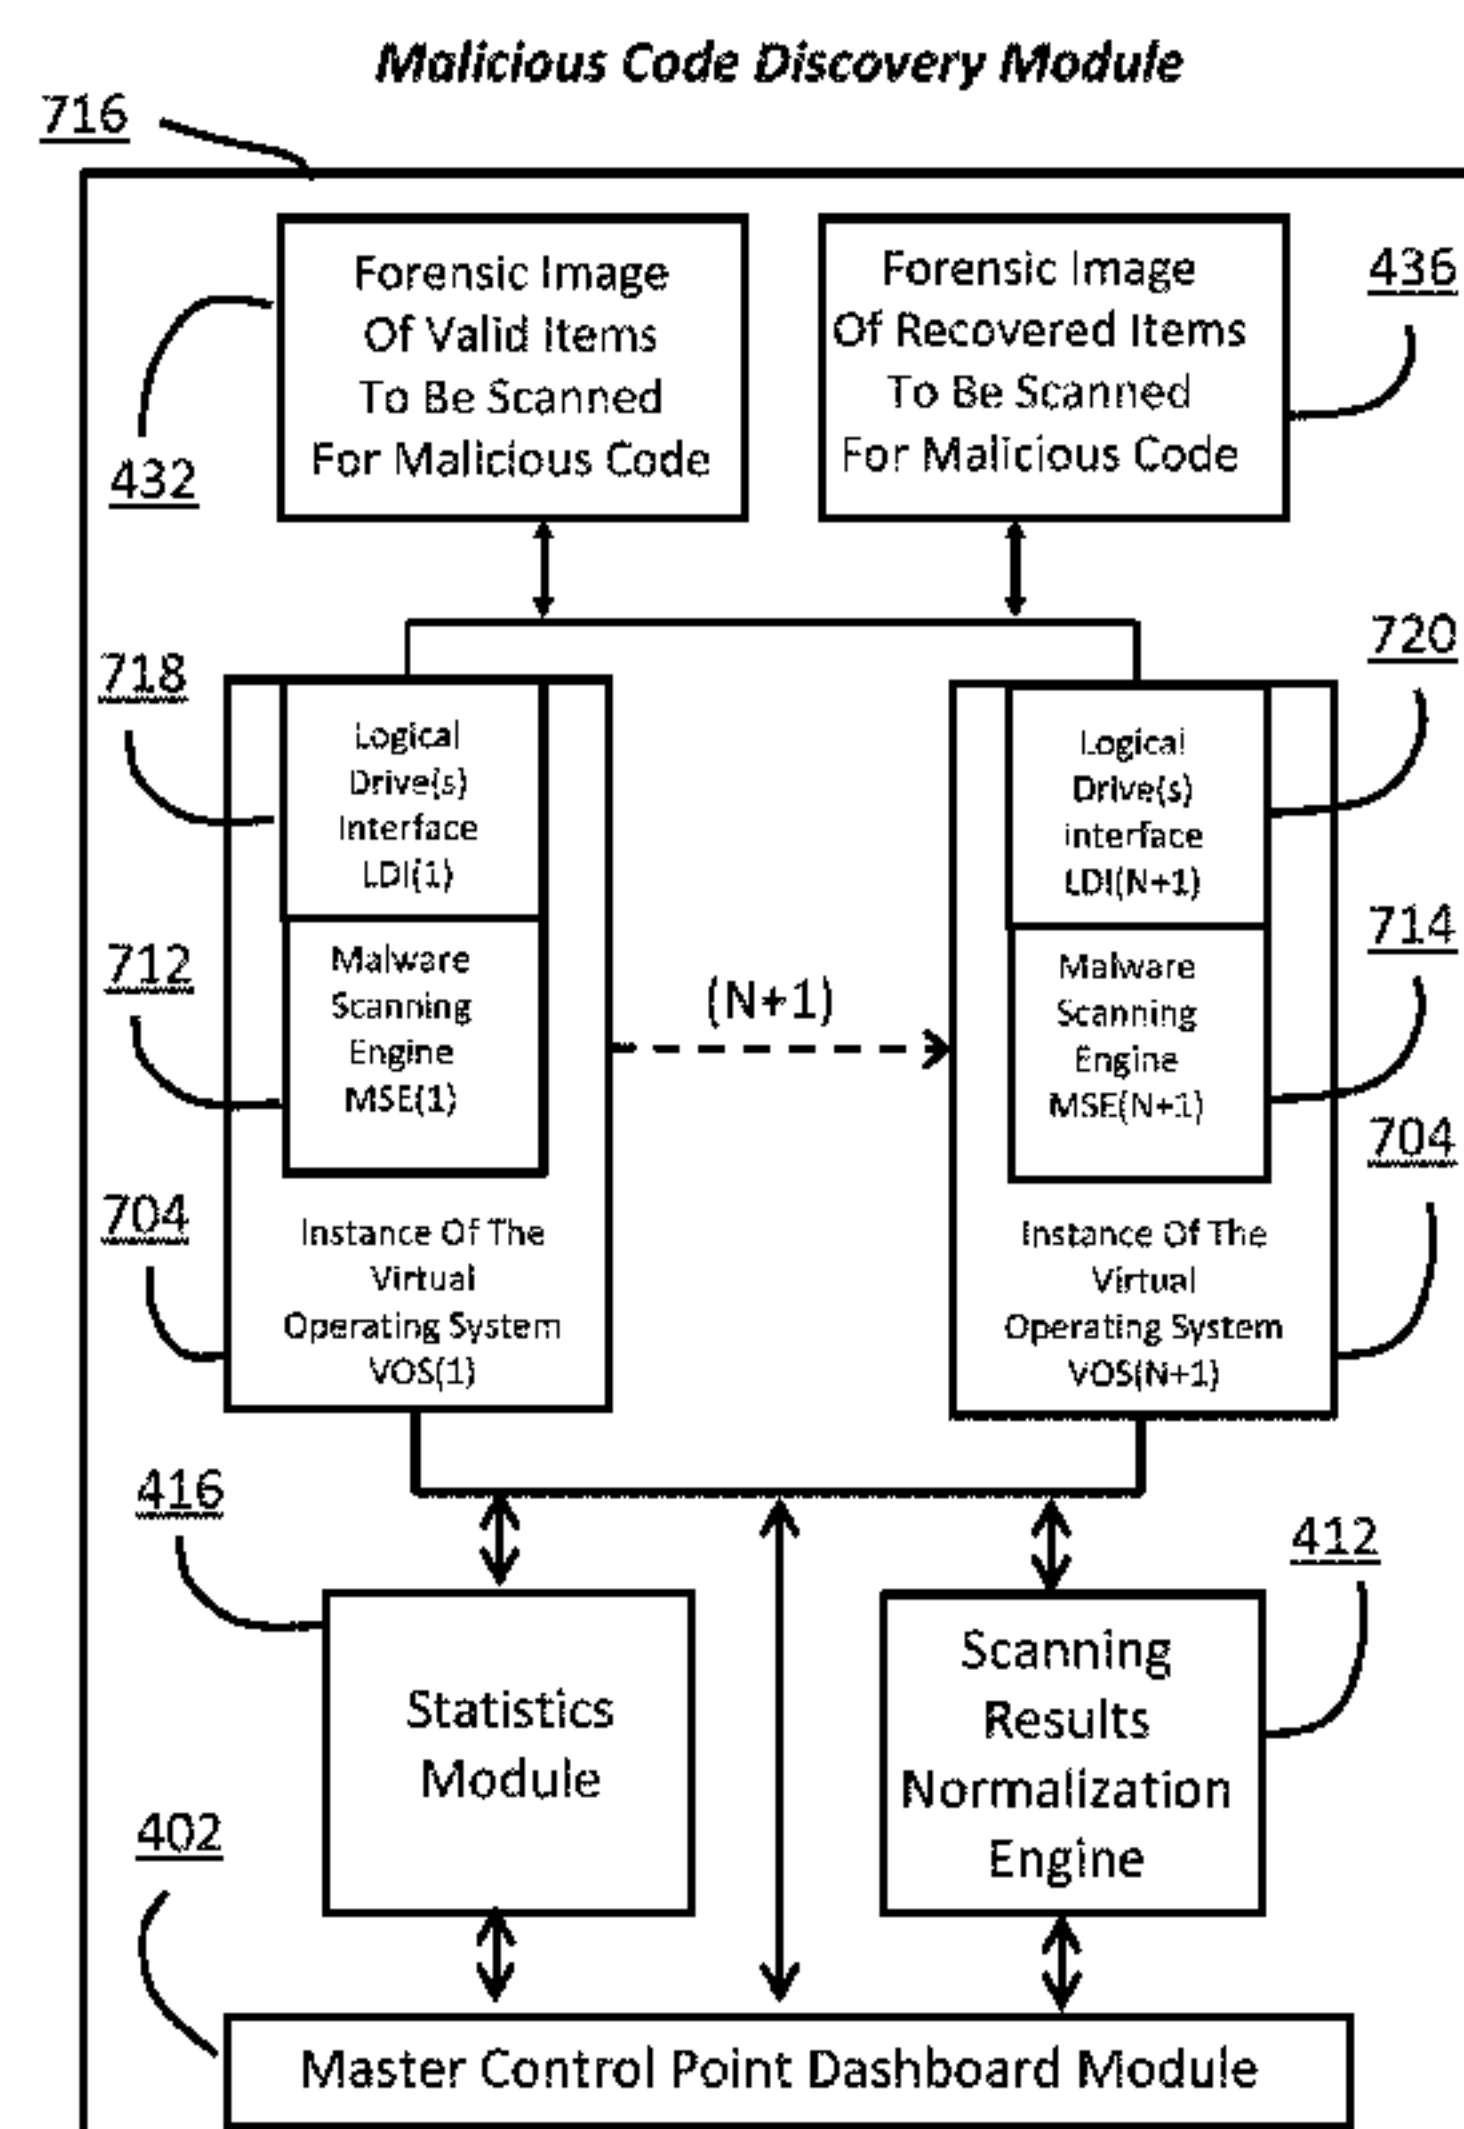 Malicious Code Discovery Module
716
Forensic Image
Of Valid Items
To Be Scanned
For Malicious Code
432
Forensic Image
Of Recovered Items
To Be Scanned
For Malicious Code
436
718
Logical
Drive(s)
Interface
LDI(1)
720
Logical
Drive(s)
interface
LDI(N+1)
712
Malware
Scanning
Engine
MSE(1)
(N+1)
714
Malware
Scanning
Engine
MSE(N+1)
704
Instance Of The
Virtual
Operating System
VOS(1)
704
Instance Of The
Virtual
Operating System
VOS(N+1)
416
Statistics
Module
412
Scanning
Results
Normalization
Engine
402
Master Control Point Dashboard Module